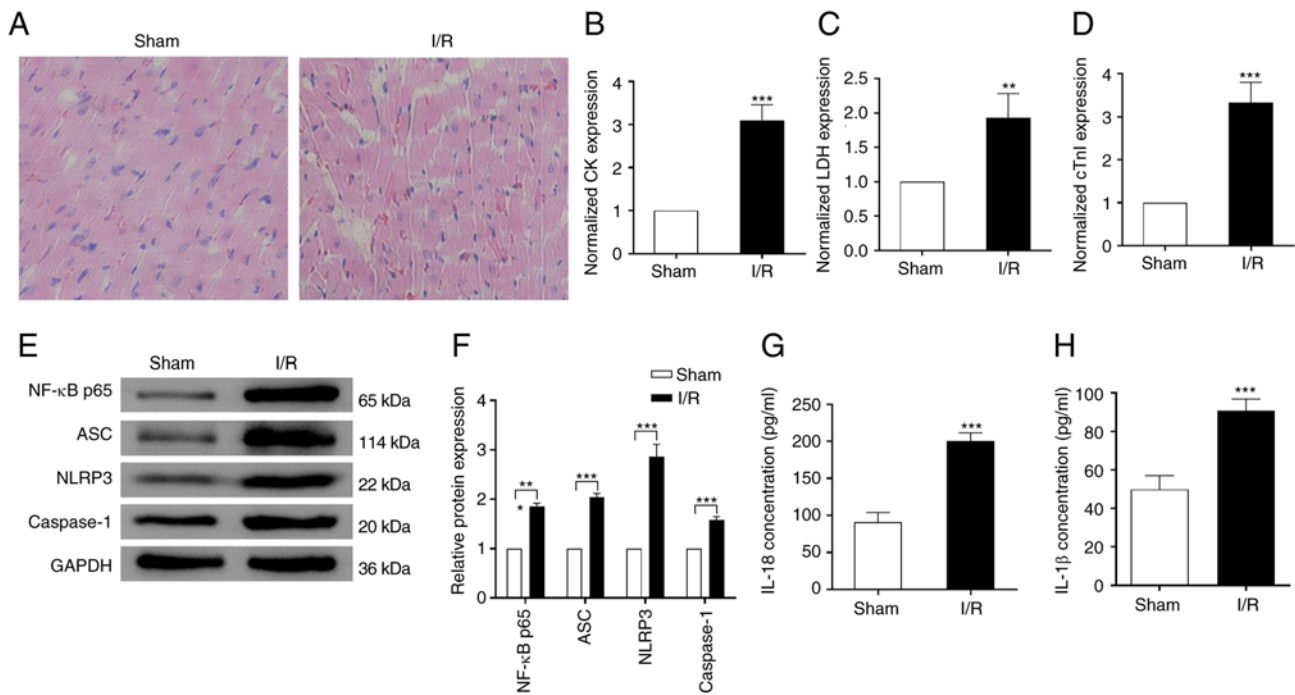 A
Sham
I/R
B
Normalized CK expression
4
3
2
1
0
***
Sham
I/R
C
Normalized LDH expression
2.5
2.0
1.5
1.0
0.5
0.0
**
Sham
I/R
D
Normalized cTnI expression
4
3
2
1
0
***
Sham
I/R
E
Sham
I/R
NF-κB p65
65 kDa
ASC
114 kDa
NLRP3
22 kDa
Caspase-1
20 kDa
GAPDH
36 kDa
F
Sham
I/R
Relative protein expression
4
3
2
1
0
**
*
***
***
***
NF-κB p65
ASC
NLRP3
Caspase-1
G
IL-18 concentration (pg/ml)
250
200
150
100
50
0
***
Sham
I/R
H
IL-1β concentration (pg/ml)
100
80
60
40
20
0
***
Sham
I/R